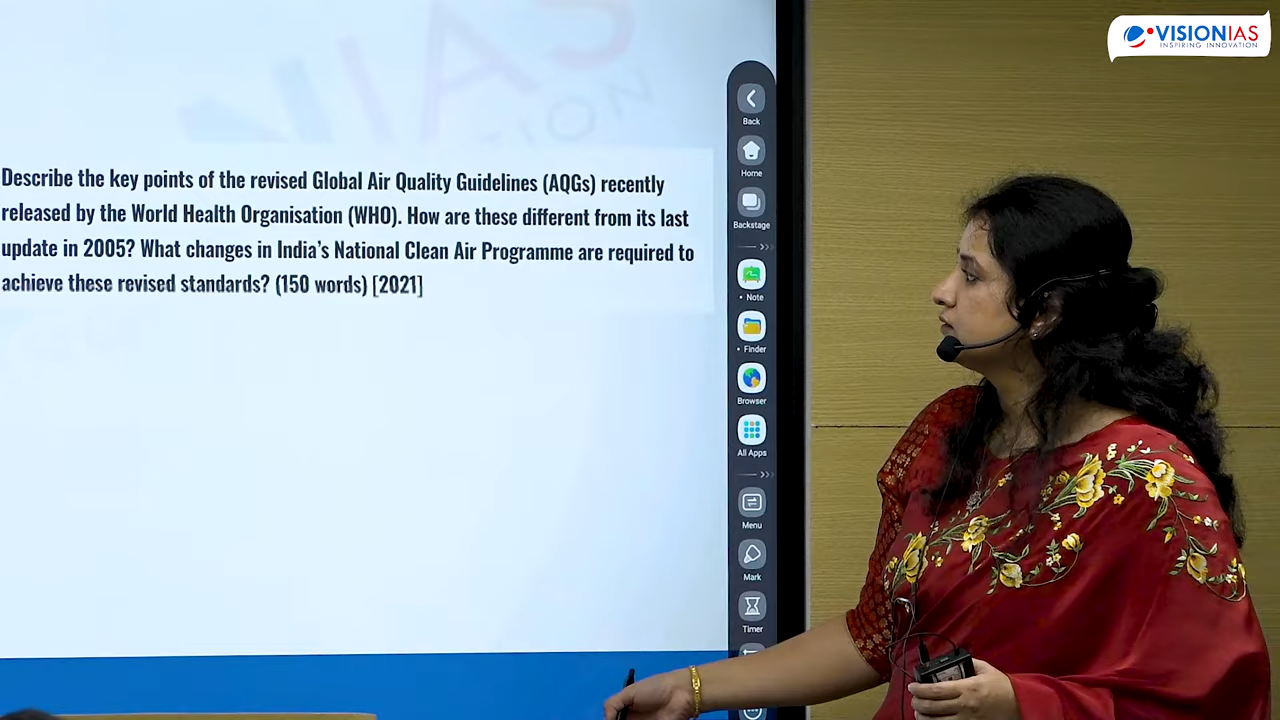 VISIONIAS
INSPIRING INNOVATION
Describe the key points of the revised Global Air Quality Guidelines (AQGs) recently
released by the World Health Organisation (WHO). How are these different from its last
update in 2005? What changes in India's National Clean Air Programme are required to
achieve these revised standards? (150 words) [2021]
Back
Home
Backstage
Note
Finder
Browser
All Apps
Menu
Mark
Timer